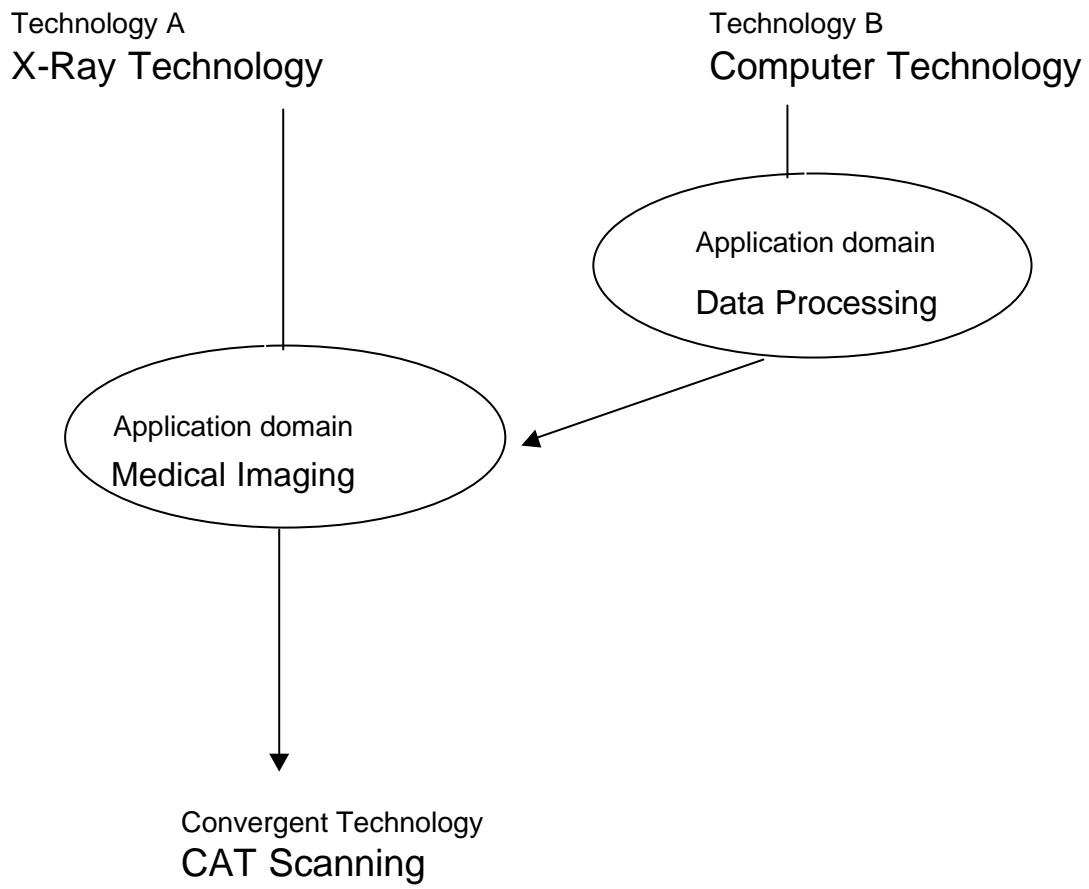 Technology A
X-Ray Technology
Technology B
Computer Technology
Application domain
Data Processing
Application domain
Medical Imaging
Convergent Technology
CAT Scanning